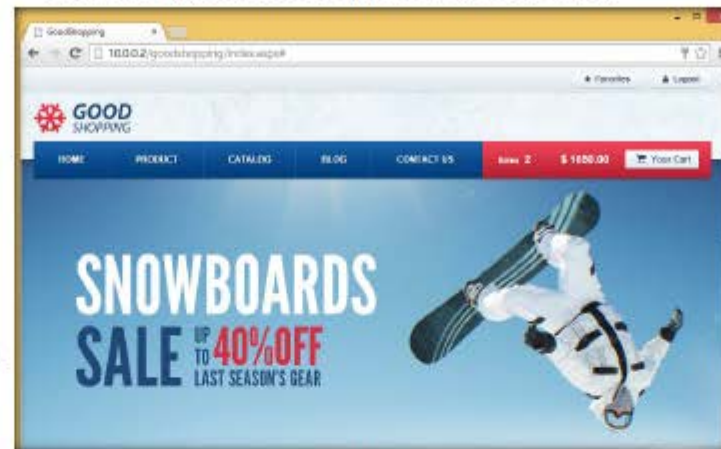 GoodShopping
10.0.0.2/goodshopping/index.aspx#
Favorites Logout
GOOD
SHOPPING
HOME PRODUCT CATALOG BLOG CONTACT US Items 2 $ 1050.00 Your Cart
SNOWBOARDS
SALE UP TO 40% OFF
LAST SEASON'S GEAR